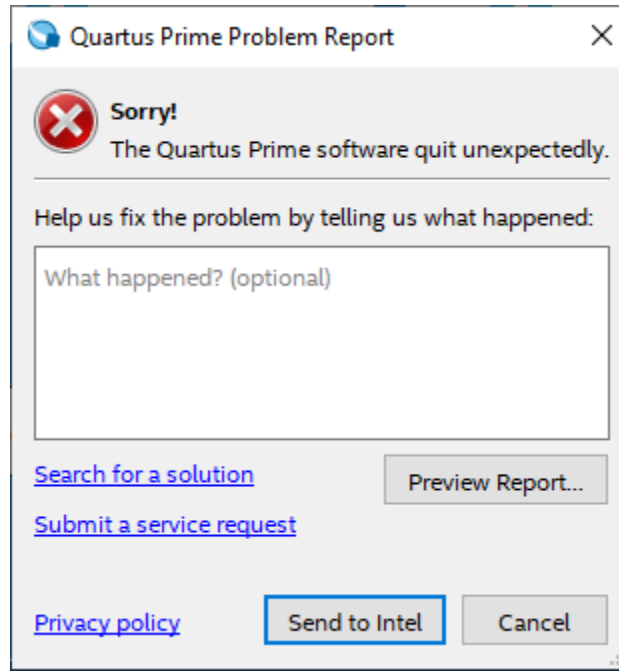 Quartus Prime Problem Report
Sorry!
The Quartus Prime software quit unexpectedly.
Help us fix the problem by telling us what happened:
What happened? (optional)
Search for a solution
Preview Report...
Submit a service request
Privacy policy
Send to Intel
Cancel